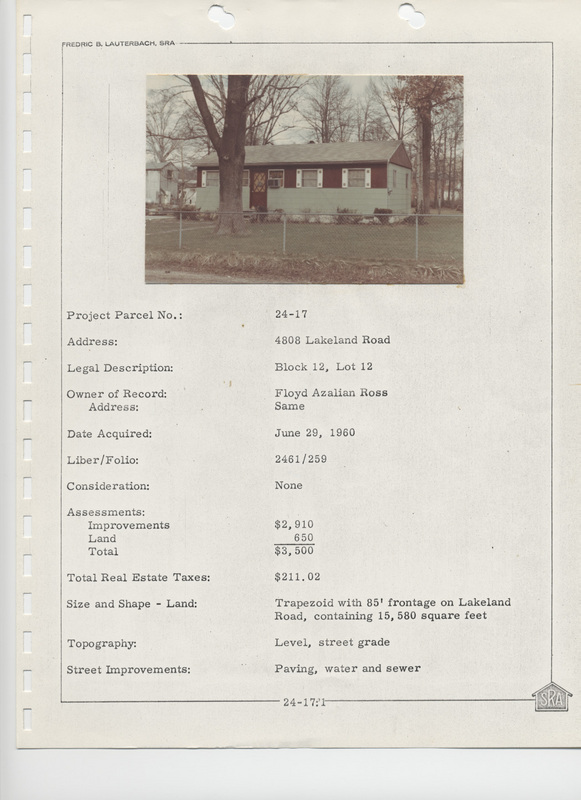 FREDRIC B. LAUTERBACH, SRA
Project Parcel No.: 24-17
Address: 4808 Lakeland Road
Legal Description: Block 12, Lot 12
Owner of Record: Floyd Azalian Ross
Address: Same
Date Acquired: June 29, 1960
Liber/Folio: 2461/259
Consideration: None
Assessments:
Improvements $2,910
Land 650
Total $3,500
Total Real Estate Taxes: $211.02
Size and Shape - Land: Trapezoid with 85' frontage on Lakeland
Road, containing 15,580 square feet
Topography: Level, street grade
Street Improvements: Paving, water and sewer
24-17:1
SRA